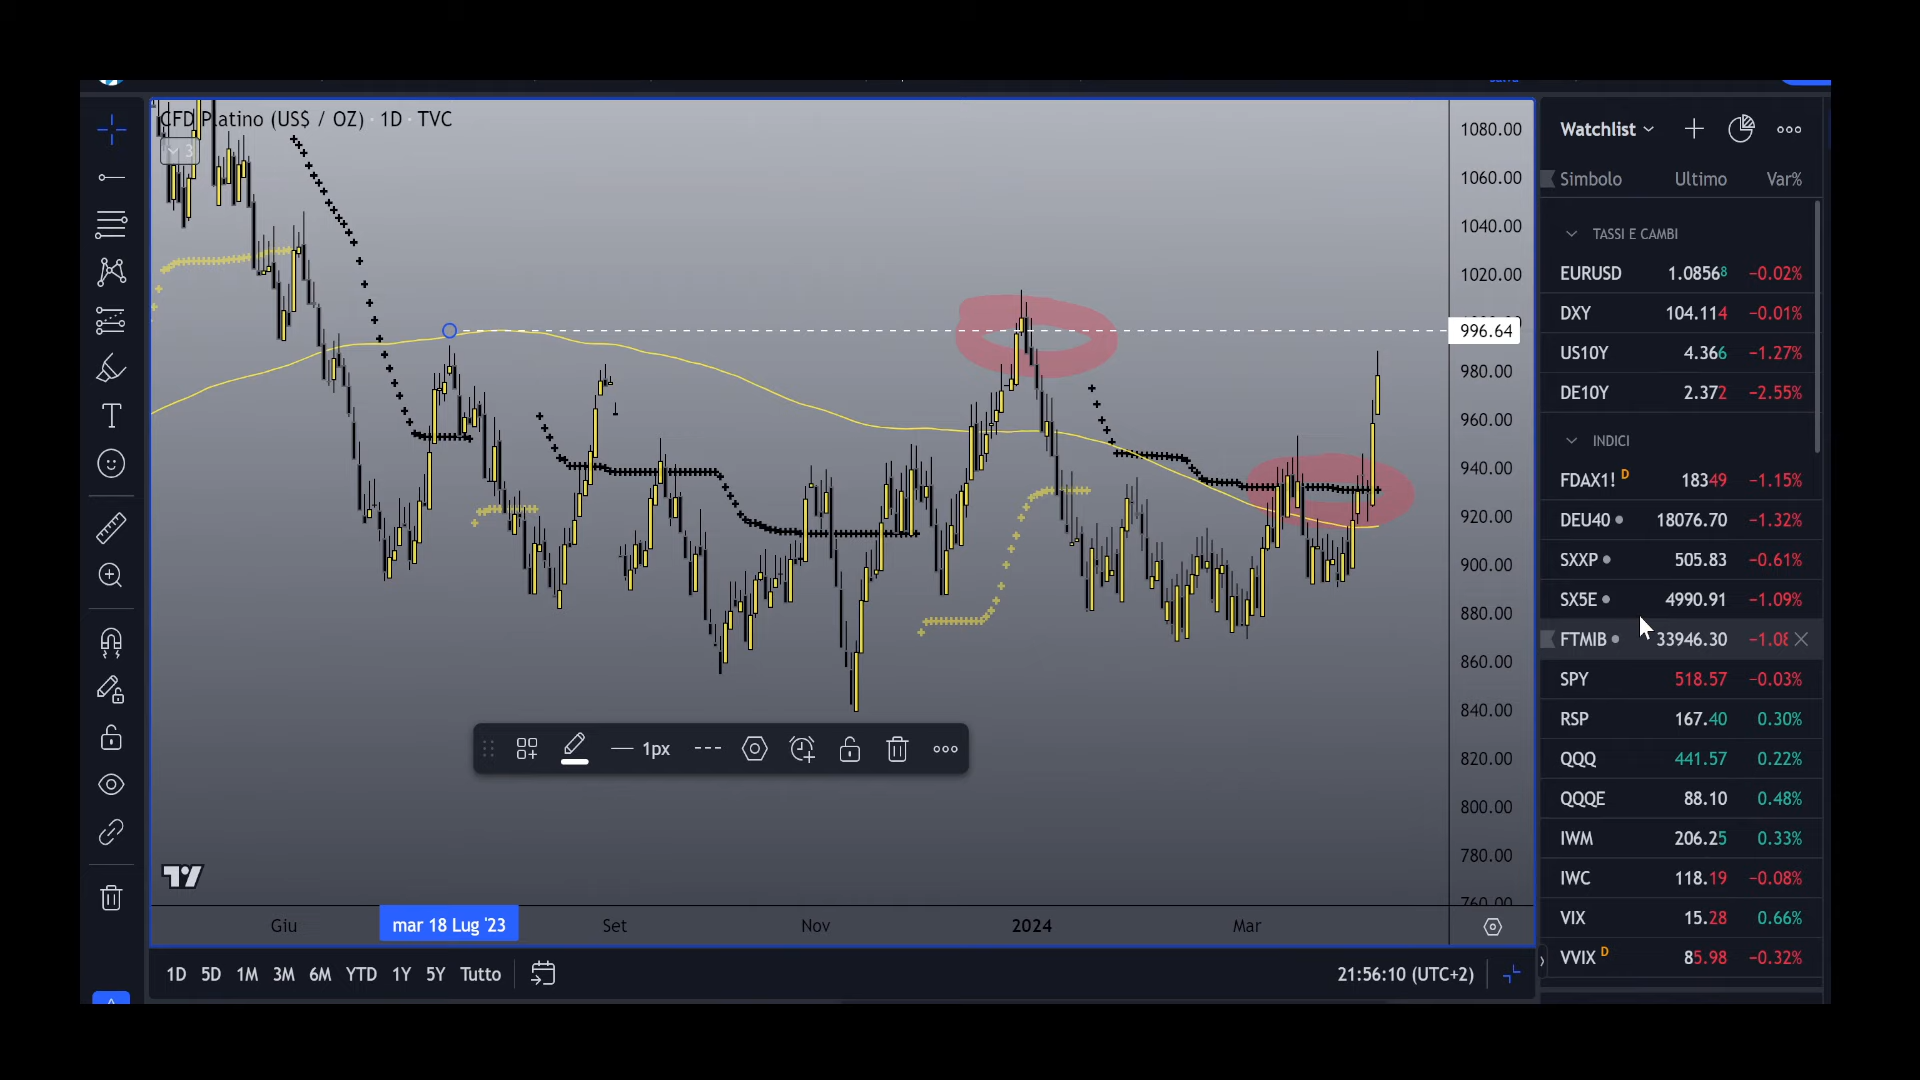 CFD Platino (US$ / OZ) · 1D · TVC
3
1080.00
1060.00
1040.00
1020.00
996.64
980.00
960.00
940.00
920.00
900.00
880.00
860.00
840.00
820.00
800.00
780.00
760.00
1px
Giu
mar 18 Lug '23
Set
Nov
2024
Mar
1D 5D 1M 3M 6M YTD 1Y 5Y Tutto
21:56:10 (UTC+2)
Watchlist
Simbolo Ultimo Var%
TASSI E CAMBI
EURUSD 1.08568 −0.02%
DXY 104.114 −0.01%
US10Y 4.366 −1.27%
DE10Y 2.372 −2.55%
INDICI
FDAX1! D 18349 −1.15%
DEU40 18076.70 −1.32%
SXXP 505.83 −0.61%
SX5E 4990.91 −1.09%
FTMIB 33946.30 −1.08
SPY 518.57 −0.03%
RSP 167.40 0.30%
QQQ 441.57 0.22%
QQQE 88.10 0.48%
IWM 206.25 0.33%
IWC 118.19 −0.08%
VIX 15.28 0.66%
VVIX D 85.98 −0.32%